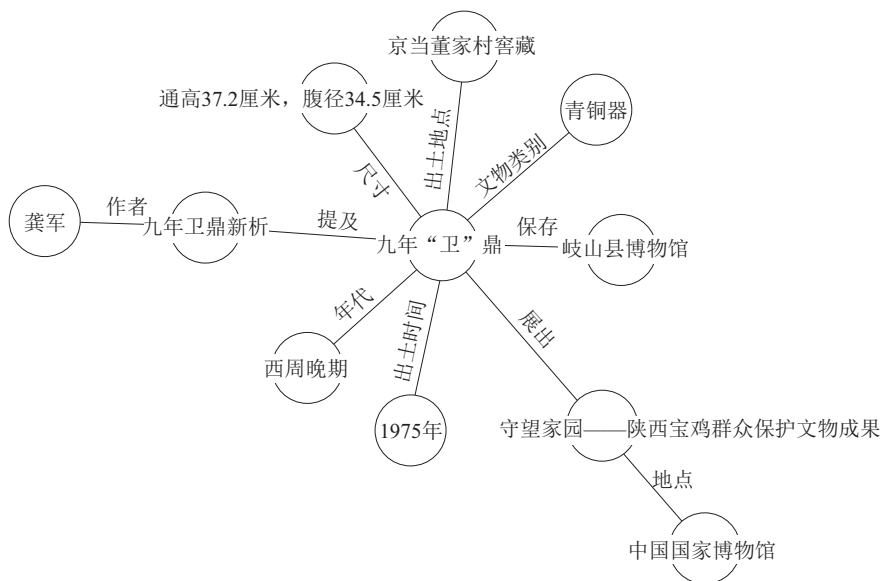 京当董家村窖藏
通高37.2厘米，腹径34.5厘米
青铜器
出土地点
文物类别
尺寸
龚军
作者
九年卫鼎新析
提及
九年“卫”鼎
保存
岐山县博物馆
年代
出土时间
展出
西周晚期
1975年
守望家园——陕西宝鸡群众保护文物成果
地点
中国国家博物馆